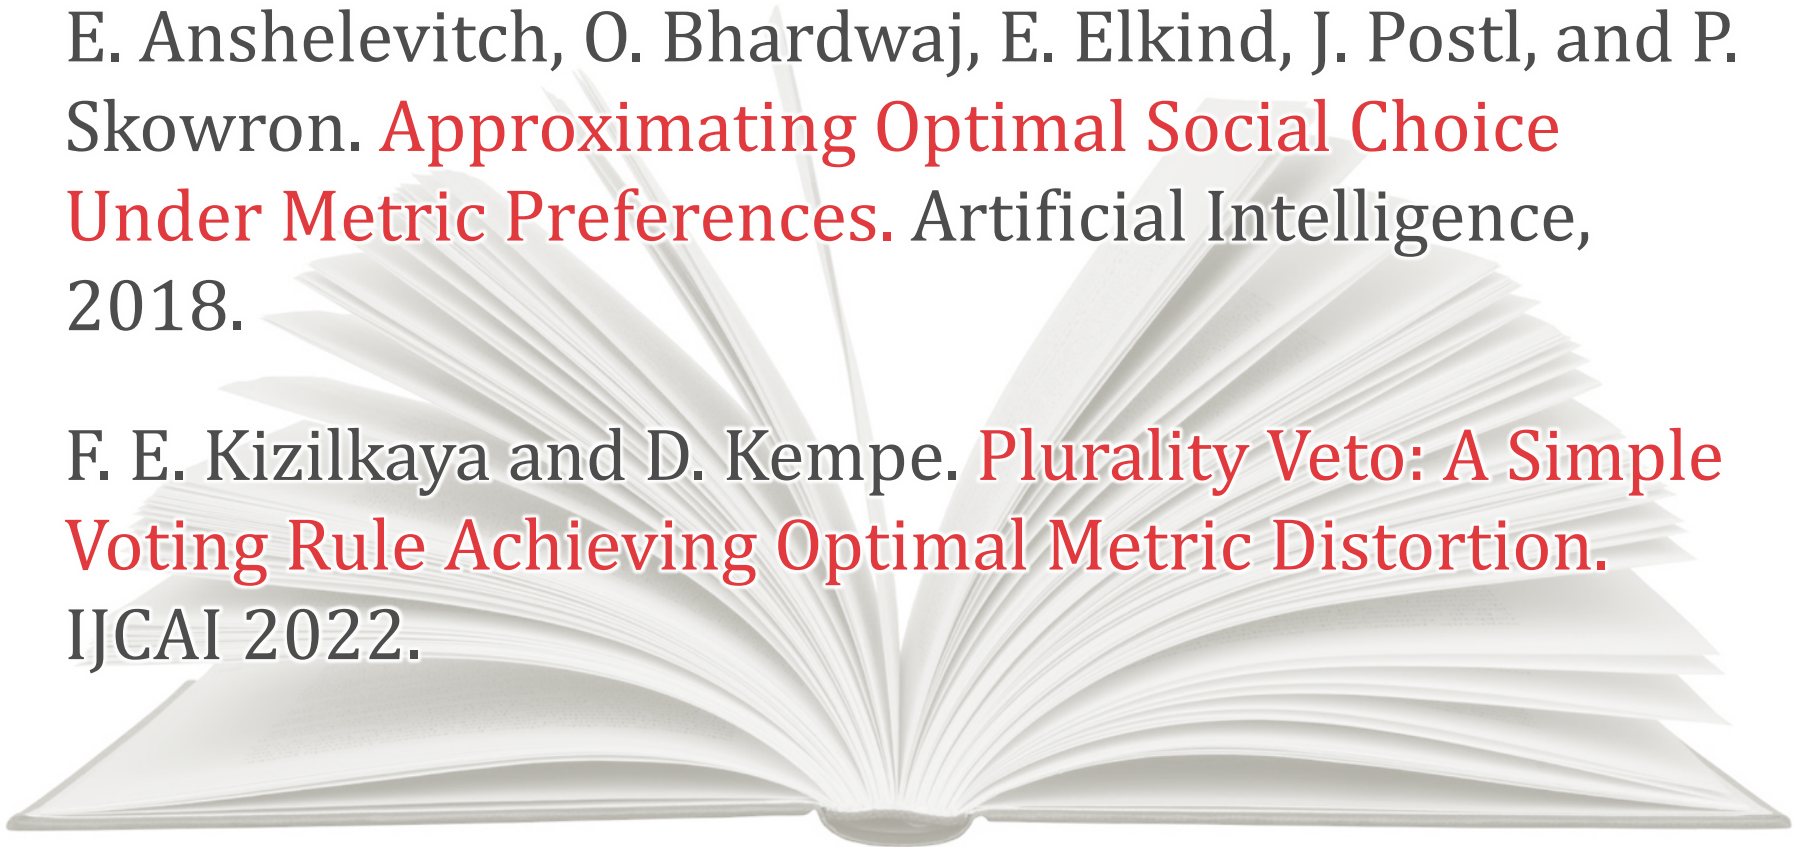 E. Anshelevitch, O. Bhardwaj, E. Elkind, J. Postl, and P.
Skowron. Approximating Optimal Social Choice
Under Metric Preferences. Artificial Intelligence,
2018.
F. E. Kizilkaya and D. Kempe. Plurality Veto: A Simple
Voting Rule Achieving Optimal Metric Distortion.
IJCAI 2022.